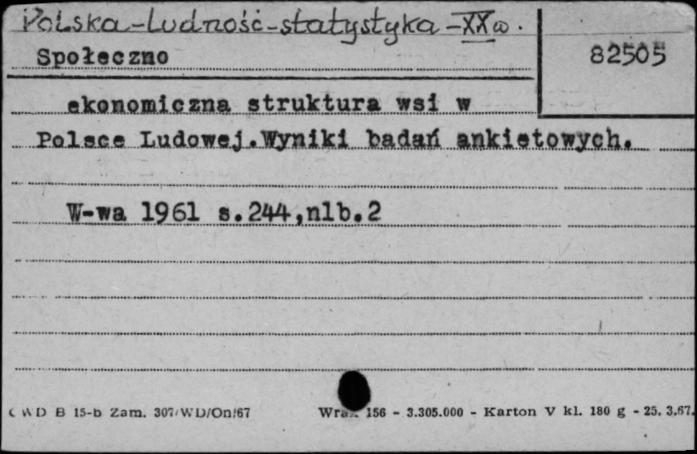 Polska-Ludność-statystyka-XXw.
82505
Społeczno
ekonomiczna struktura wsi w
Polsce Ludowej.Wyniki badań ankietowych.
W-wa 1961 s.244,nlb.2
CWD B 15-b Zam. 307/WD/On/67 156 - 3.305.000 - Karton V kl. 180 g - 25. 3.67.